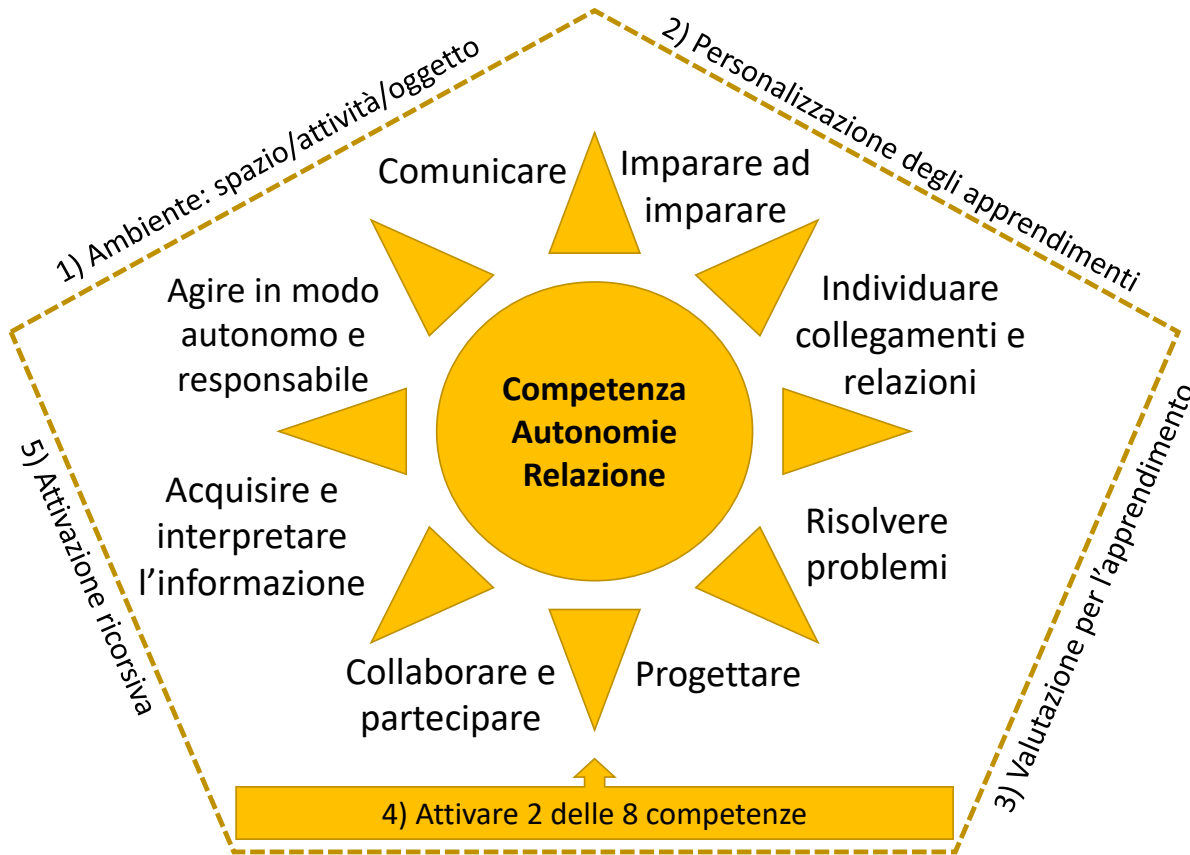 1) Ambiente: spazio/attività/oggetto
2) Personalizzazione degli apprendimenti
Comunicare
Imparare ad
imparare
Agire in modo
autonomo e
responsabile
Individuare
collegamenti e
relazioni
Competenza
Autonomie
Relazione
5) Attivazione ricorsiva
3) Valutazione per l'apprendimento
Acquisire e
interpretare
l'informazione
Risolvere
problemi
Collaborare e
partecipare
Progettare
4) Attivare 2 delle 8 competenze